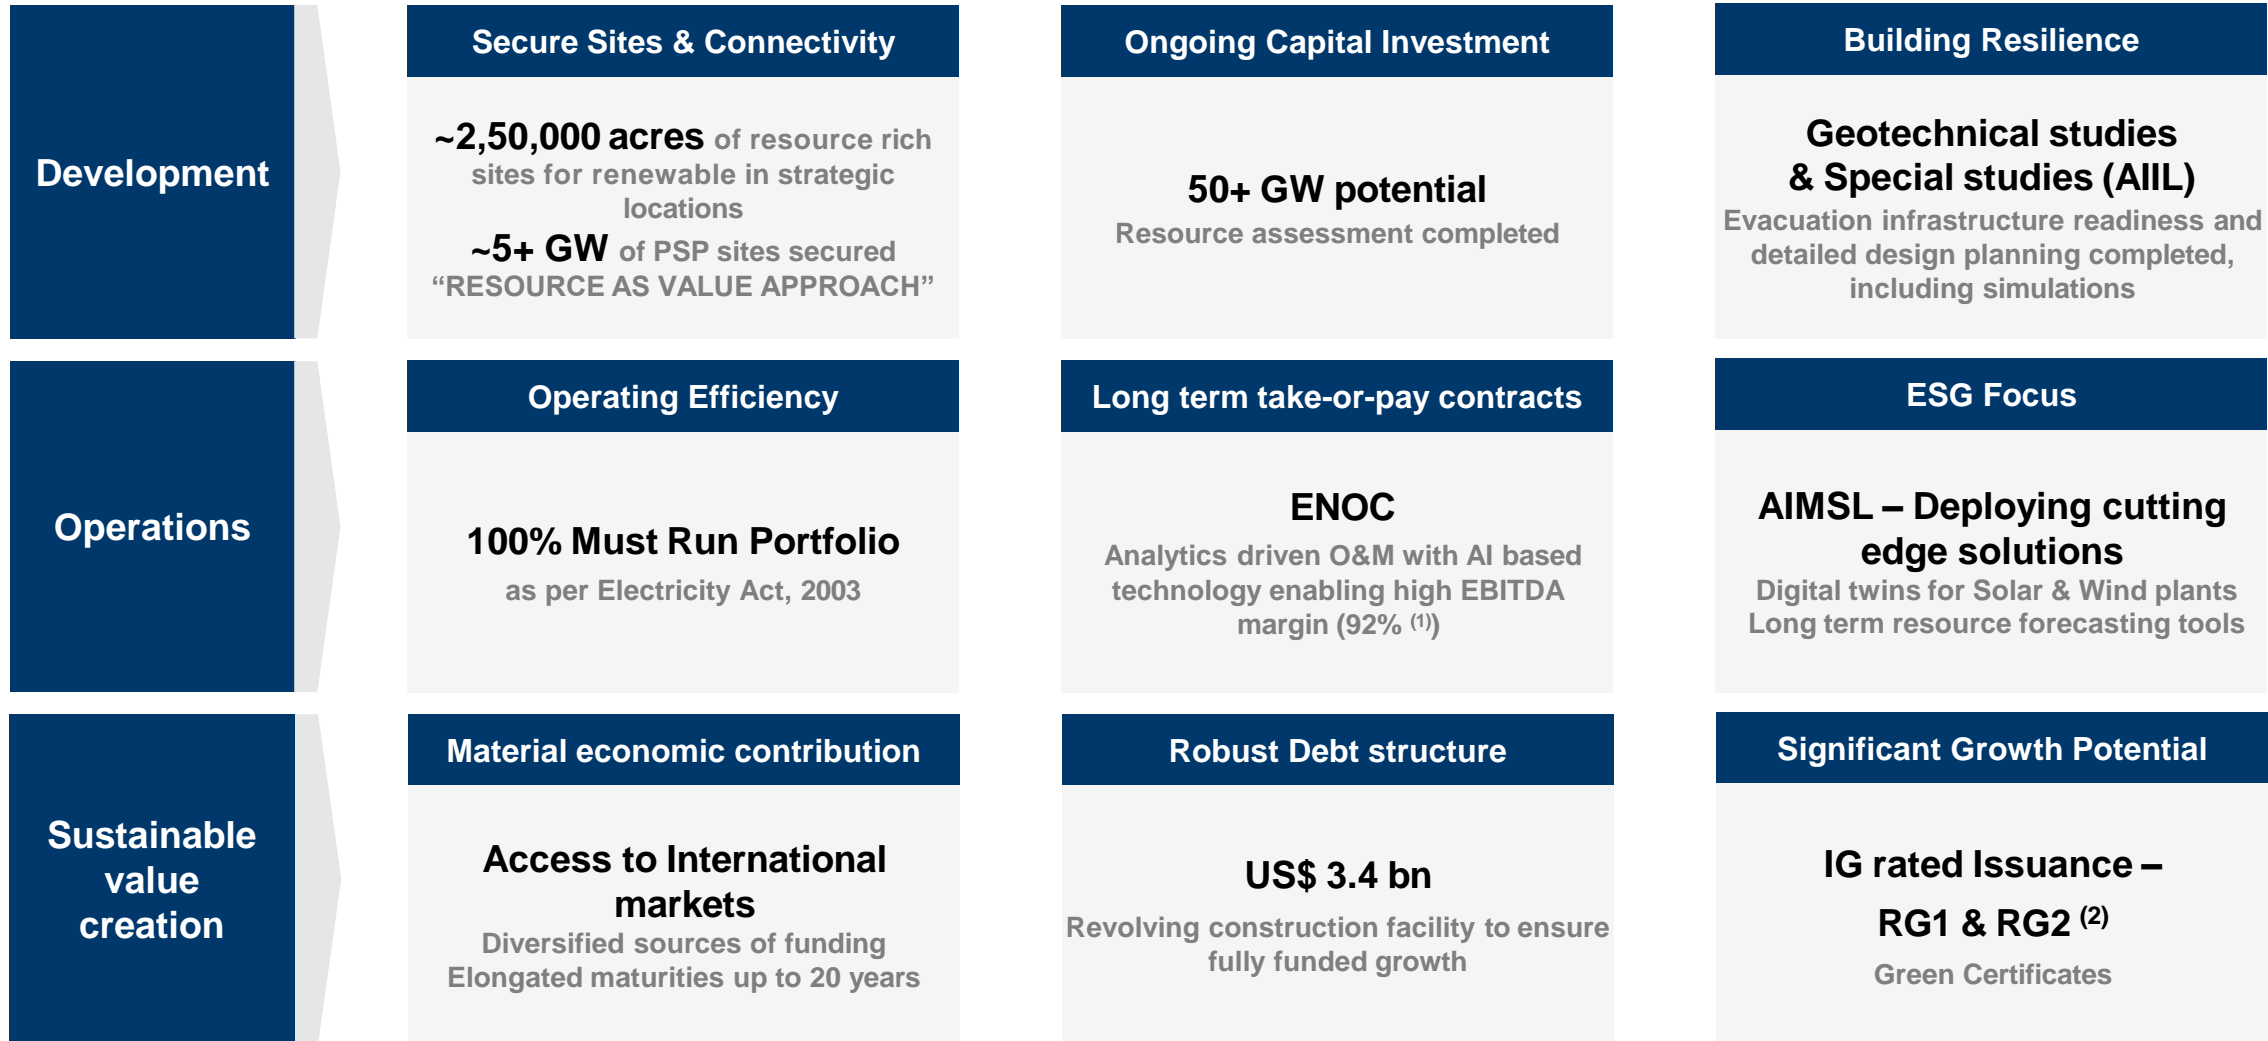 Development
Secure Sites & Connectivity
~2,50,000 acres of resource rich
sites for renewable in strategic
locations
~5+ GW of PSP sites secured
“RESOURCE AS VALUE APPROACH”
Ongoing Capital Investment
50+ GW potential
Resource assessment completed
Building Resilience
Geotechnical studies
& Special studies (AIIL)
Evacuation infrastructure readiness and
detailed design planning completed,
including simulations
Operations
Operating Efficiency
100% Must Run Portfolio
as per Electricity Act, 2003
Long term take-or-pay contracts
ENOC
Analytics driven O&M with AI based
technology enabling high EBITDA
margin (92% (1))
ESG Focus
AIMSL – Deploying cutting
edge solutions
Digital twins for Solar & Wind plants
Long term resource forecasting tools
Sustainable
value
creation
Material economic contribution
Access to International
markets
Diversified sources of funding
Elongated maturities up to 20 years
Robust Debt structure
US$ 3.4 bn
Revolving construction facility to ensure
fully funded growth
Significant Growth Potential
IG rated Issuance –
RG1 & RG2 (2)
Green Certificates